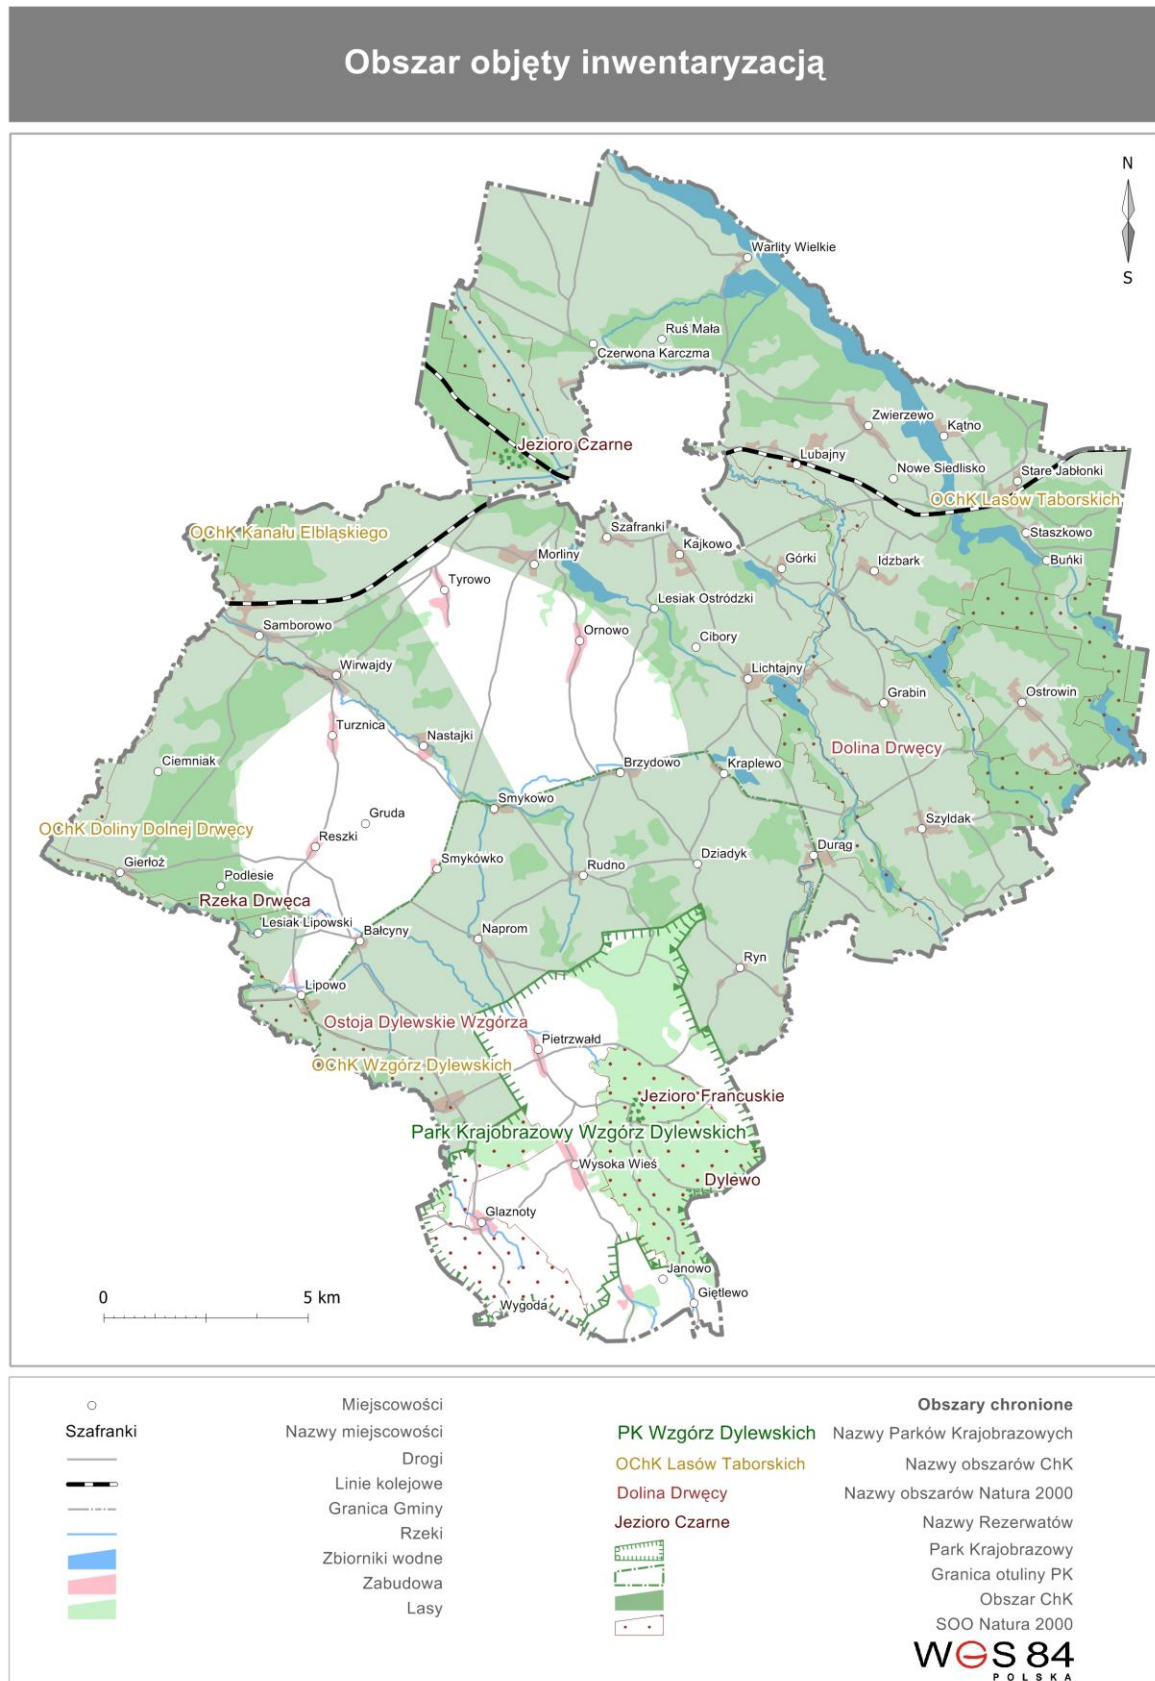 Obszar objęty inwentaryzacją
N
S
Warlity Wielkie
Ruś Mała
Czerwona Karczma
Zwierzewo
Kątno
Jezioro Czarne
Lubajny
Nowe Siedlisko
Stare Jabłonki
OChK Lasów Taborskich
OChK Kanału Elbląskiego
Szafranki
Staszkowo
Kajkowo
Morliny
Górki
Idzbark
Buńki
Tyrowo
Lesiak Ostródzki
Samborowo
Ornowo
Cibory
Wirwajdy
Lichtajny
Grabin
Ostrowin
Turznica
Nastajki
Dolina Drwęcy
Ciemniak
Brzydowo
Kraplewo
Smykowo
Gruda
OChK Doliny Dolnej Drwęcy
Szyldak
Reszki
Durąg
Gierłoż
Smykówko
Rudno
Dziadyk
Podlesie
Rzeka Drwęca
Lesiak Lipowski
Bałcyny
Naprom
Ryn
Lipowo
Ostoja Dylewskie Wzgórza
Pietrzwałd
OChK Wzgórz Dylewskich
Jezioro Francuskie
Park Krajobrazowy Wzgórz Dylewskich
Wysoka Wieś
Dylewo
Glaznoty
Janowo
Giętlewo
Wygoda
0 5 km
Miejscowości
Szafranki Nazwy miejscowości
Drogi
Linie kolejowe
Granica Gminy
Rzeki
Zbiorniki wodne
Zabudowa
Lasy
Obszary chronione
PK Wzgórz Dylewskich Nazwy Parków Krajobrazowych
OChK Lasów Taborskich Nazwy obszarów ChK
Dolina Drwęcy Nazwy obszarów Natura 2000
Jezioro Czarne Nazwy Rezerwatów
Park Krajobrazowy
Granica otuliny PK
Obszar ChK
SOO Natura 2000
WGS 84
POLSKA